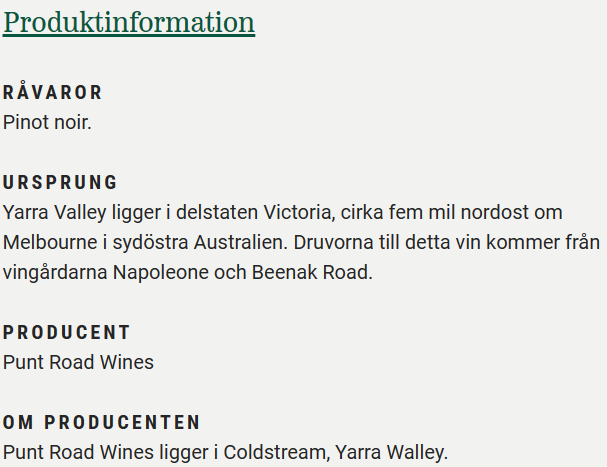 Produktinformation
RÅVAROR
Pinot noir.
URSPRUNG
Yarra Valley ligger i delstaten Victoria, cirka fem mil nordost om
Melbourne i sydöstra Australien. Druvorna till detta vin kommer från
vingårdarna Napoleone och Beenak Road.
PRODUCENT
Punt Road Wines
OM PRODUCENTEN
Punt Road Wines ligger i Coldstream, Yarra Walley.